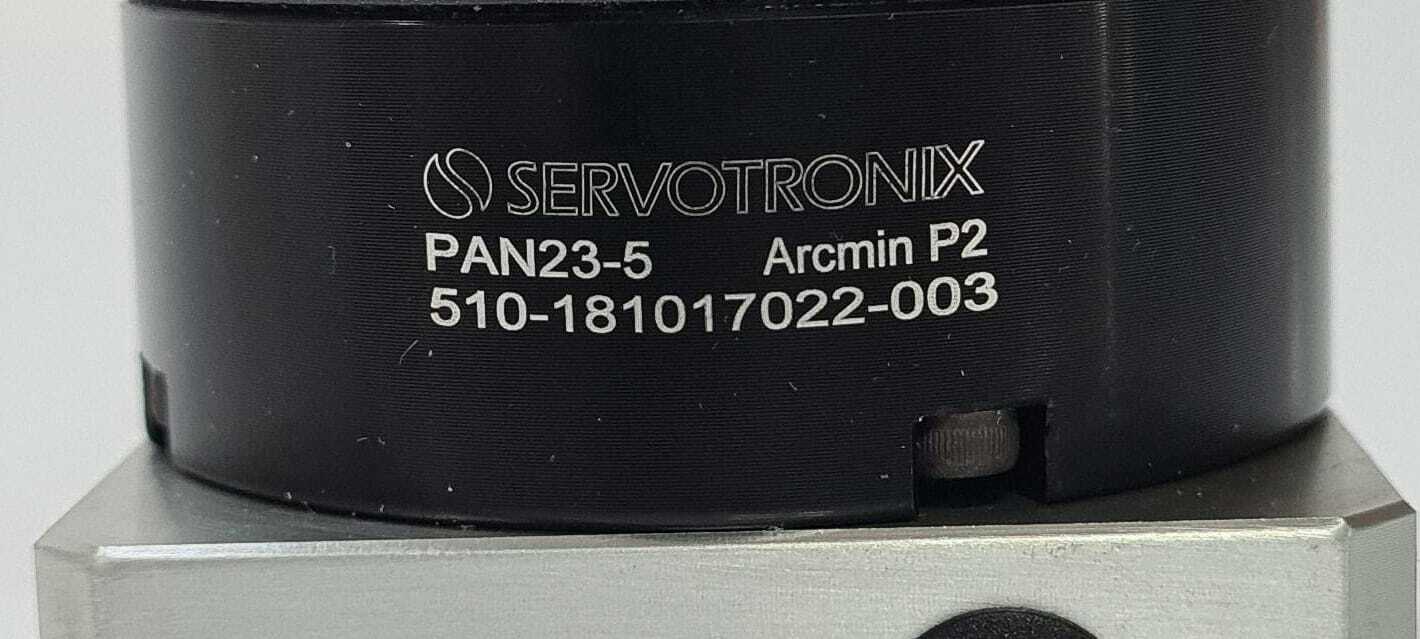 SERVOTRONIX
PAN23-5 Arcmin P2
510-181017022-003